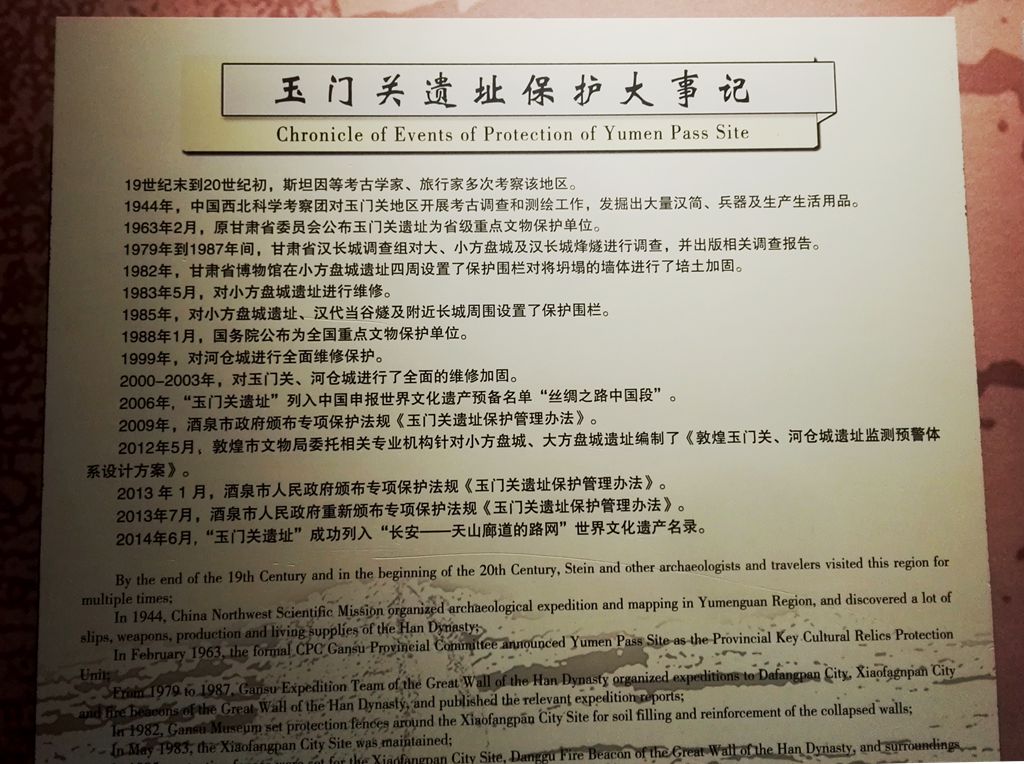 玉门关遗址保护大事记
Chronicle of Events of Protection of Yumen Pass Site
19世纪末到20世纪初，斯坦因等考古学家、旅行家多次考察该地区。
1944年，中国西北科学考察团对玉门关地区开展考古调查和测绘工作，发掘出大量汉简、兵器及生产生活用品。
1963年2月，原甘肃省委员会公布玉门关遗址为省级重点文物保护单位。
1979年到1987年间，甘肃省汉长城调查组对大、小方盘城及汉长城烽燧进行调查，并出版相关调查报告。
1982年，甘肃省博物馆在小方盘城遗址四周设置了保护围栏对将坍塌的墙体进行了培土加固。
1983年5月，对小方盘城遗址进行维修。
1985年，对小方盘城遗址、汉代当谷燧及附近长城周围设置了保护围栏。
1988年1月，国务院公布为全国重点文物保护单位。
1999年，对河仓城进行全面维修保护。
2000-2003年，对玉门关、河仓城进行了全面的维修加固。
2006年，“玉门关遗址”列入中国申报世界文化遗产预备名单“丝绸之路中国段”。
2009年，酒泉市政府颁布专项保护法规《玉门关遗址保护管理办法》。
2012年5月，敦煌市文物局委托相关专业机构针对小方盘城、大方盘城遗址编制了《敦煌玉门关、河仓城遗址监测预警体
系设计方案》。
2013 年 1 月，酒泉市人民政府颁布专项保护法规《玉门关遗址保护管理办法》。
2013年7月，酒泉市人民政府重新颁布专项保护法规《玉门关遗址保护管理办法》。
2014年6月，“玉门关遗址”成功列入“长安——天山廊道的路网”世界文化遗产名录。
By the end of the 19th Century and in the beginning of the 20th Century, Stein and other archaeologists and travelers visited this region for
multiple times;
In 1944, China Northwest Scientific Mission organized archaeological expedition and mapping in Yumenguan Region, and discovered a lot of
slips, weapons, production and living supplies of the Han Dynasty;
In February 1963, the formal CPC Gansu Provincial Committee announced Yumen Pass Site as the Provincial Key Cultural Relics Protection
Unit;
From 1979 to 1987, Gansu Expedition Team of the Great Wall of the Han Dynasty organized expeditions to Dafangpan City, Xiaofagnpan City
and fire beacons of the Great Wall of the Han Dynasty, and published the relevant expedition reports;
In 1982, Gansu Museum set protection fences around the Xiaofangpan City Site for soil filling and reinforcement of the collapsed walls;
In May 1983, the Xiaofangpan City Site was maintained;
set for the Xiaofangpan City Site, Danggu Fire Beacon of the Great Wall of the Han Dynasty, and surroundings